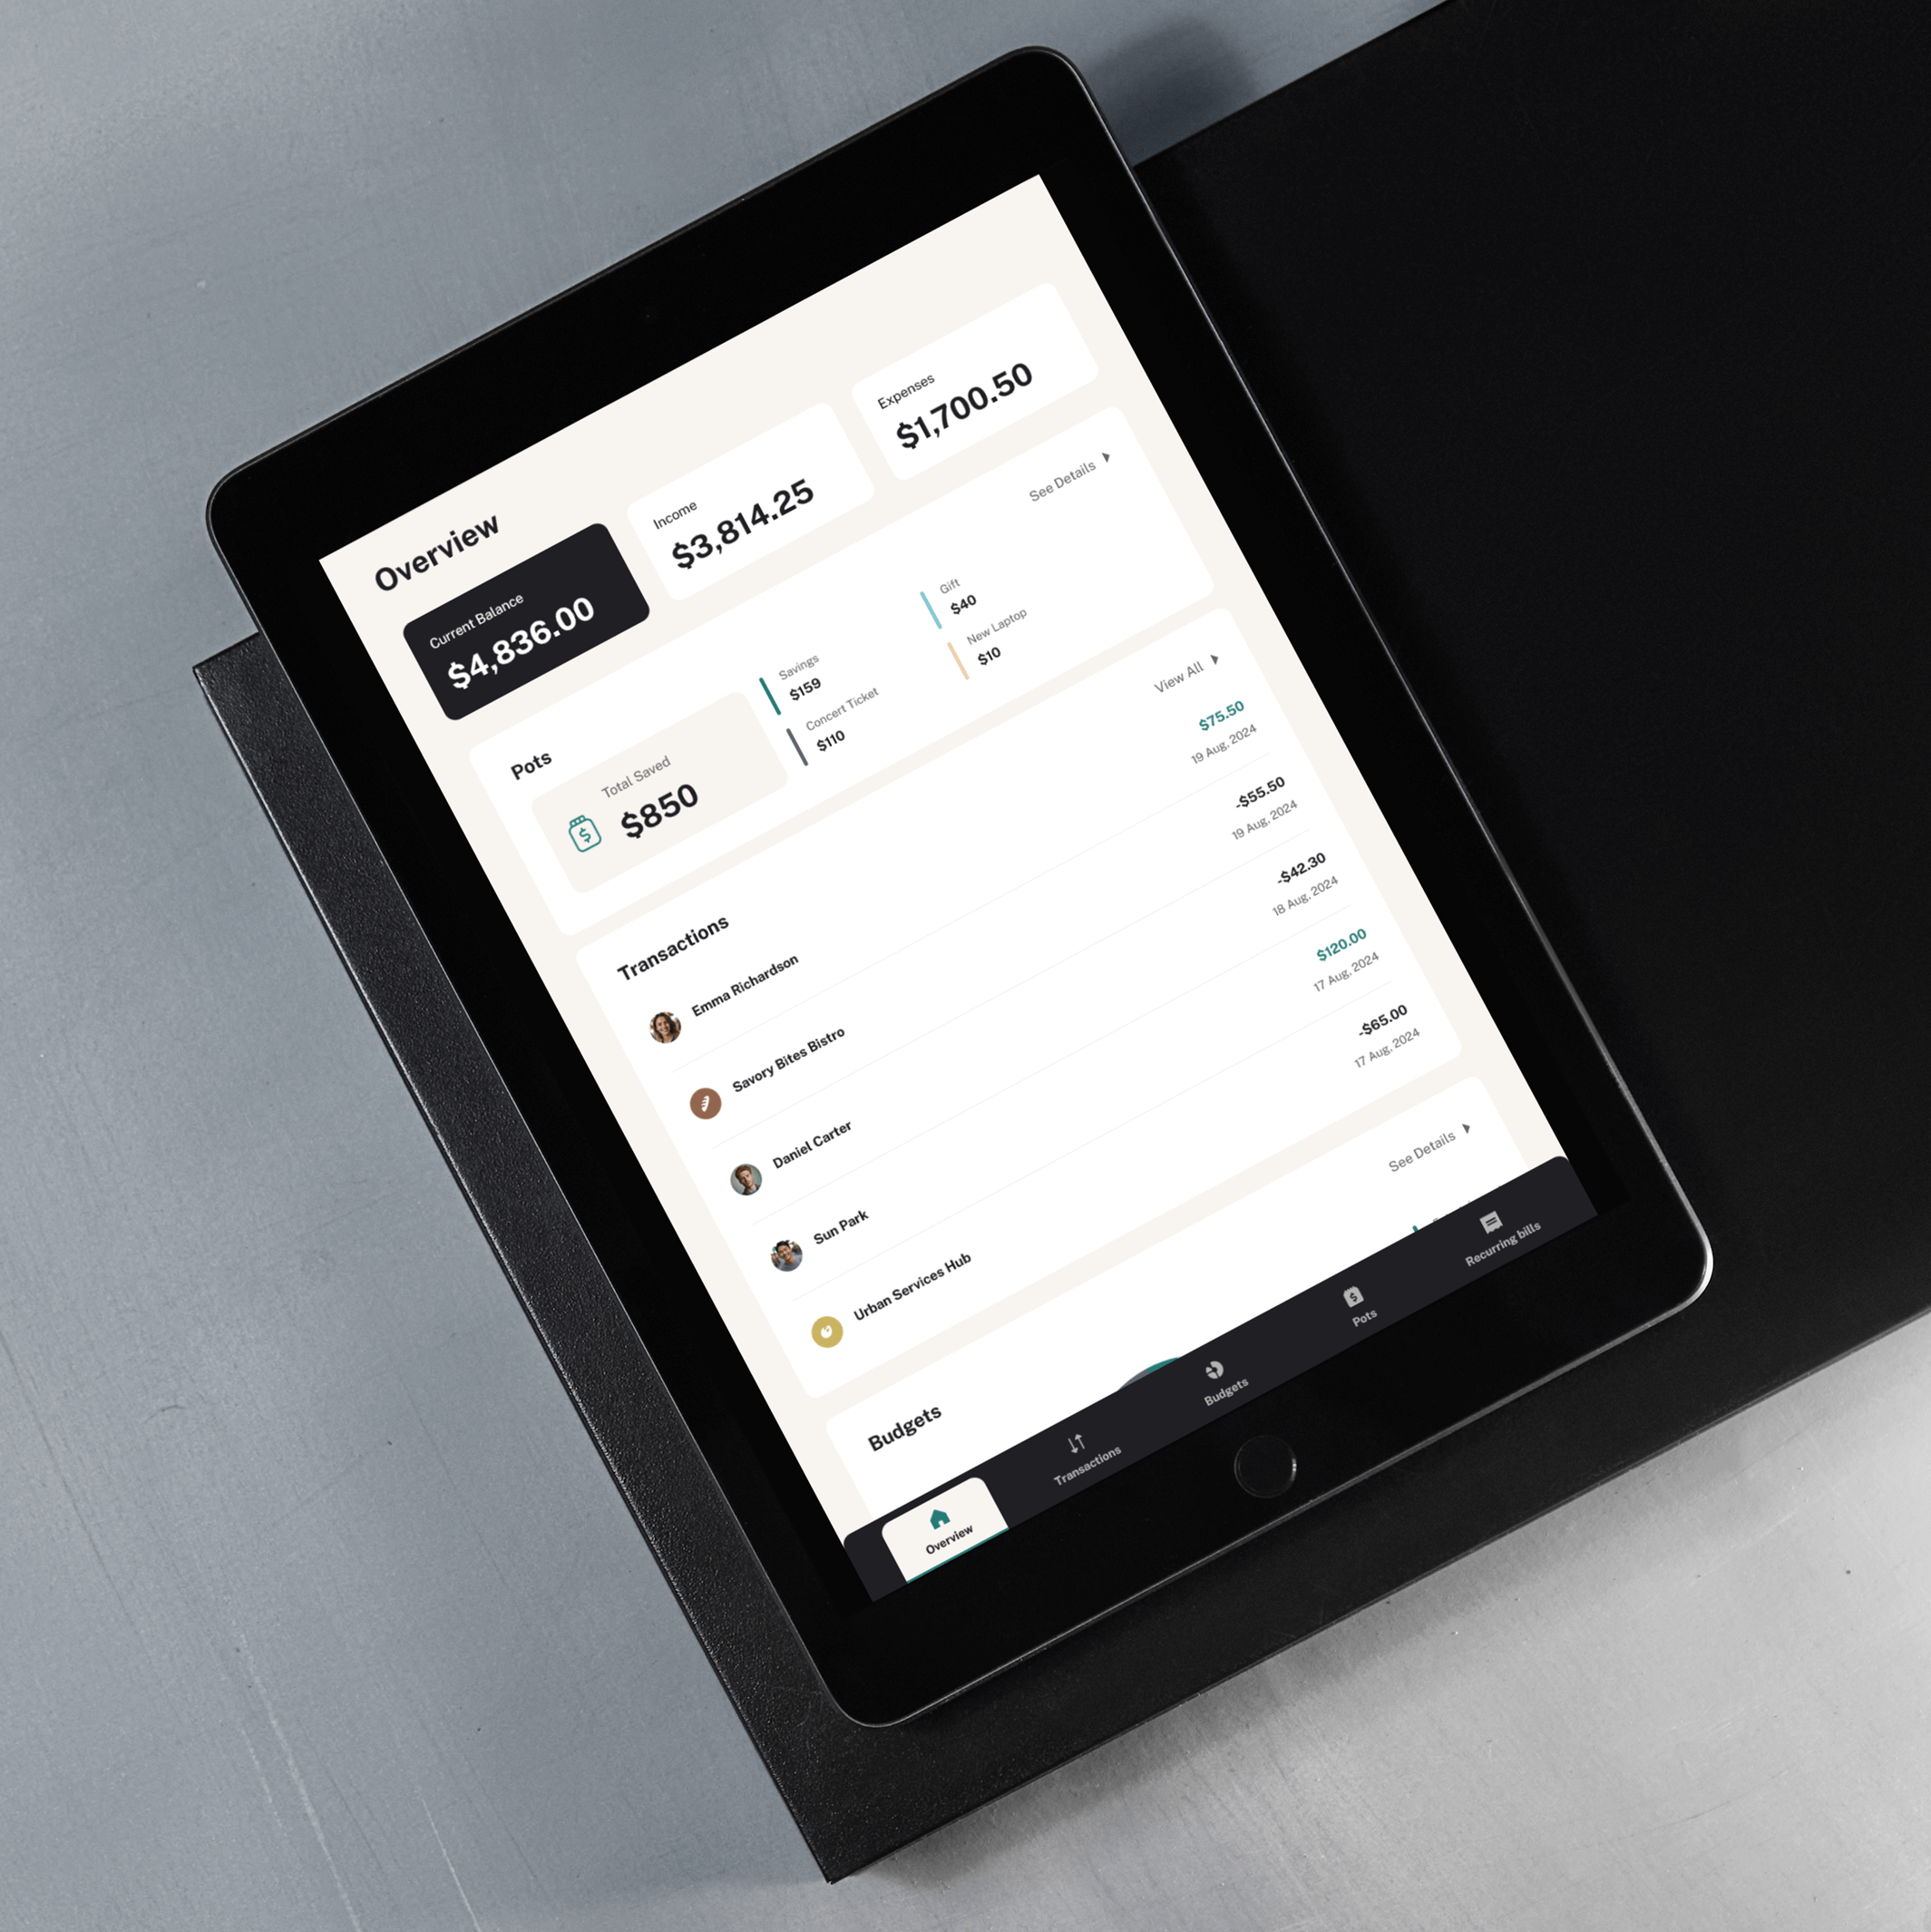 Overview
Current Balance
$4,836.00
Income
$3,814.25
Expenses
$1,700.50
Pots
See Details
Total Saved
$850
Savings
$159
Gift
$40
Concert Ticket
$110
New Laptop
$10
Transactions
View All
Emma Richardson
$75.50
19 Aug, 2024
Savory Bites Bistro
-$55.50
19 Aug, 2024
Daniel Carter
-$42.30
18 Aug, 2024
Sun Park
$120.00
17 Aug, 2024
Urban Services Hub
-$65.00
17 Aug, 2024
Budgets
See Details
Overview
Transactions
Budgets
Pots
Recurring bills